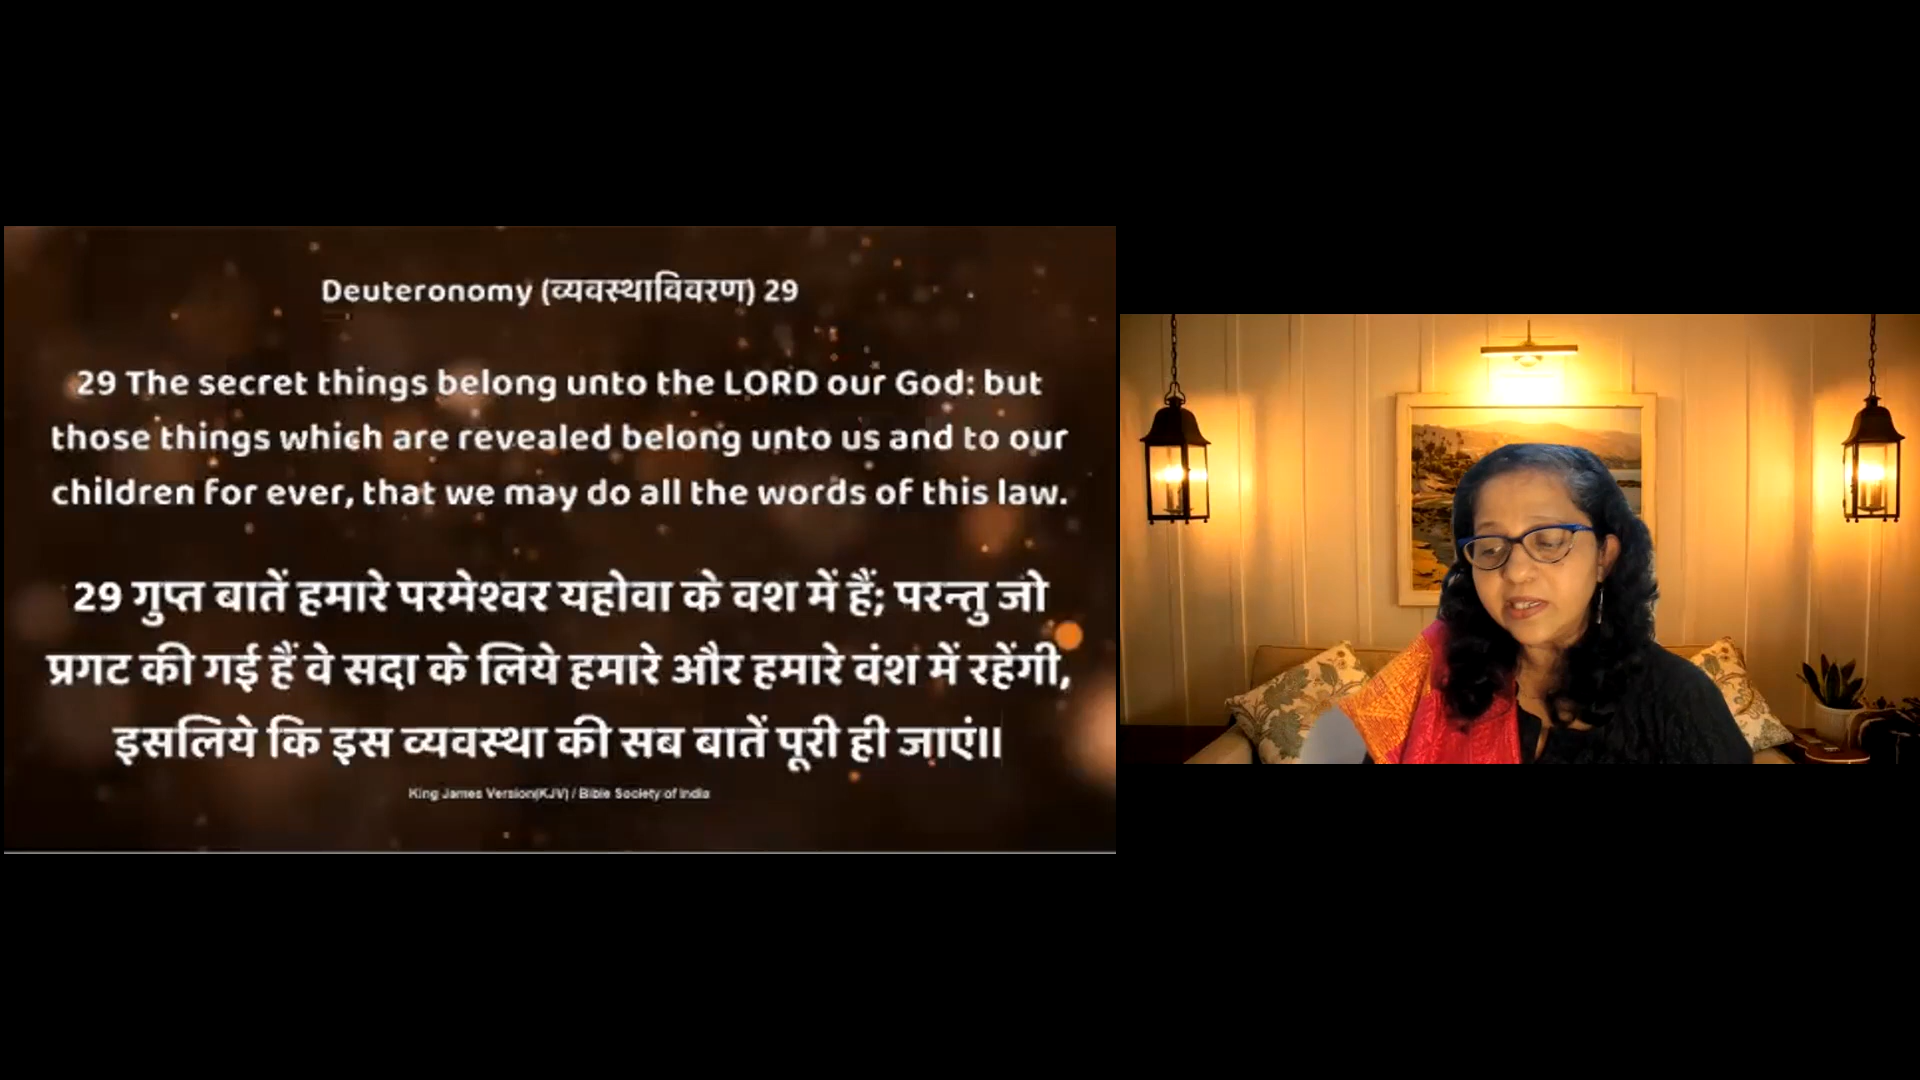 Deuteronomy (व्यवस्थाविवरण) 29
29 The secret things belong unto the LORD our God: but
those things which are revealed belong unto us and to our
children for ever, that we may do all the words of this law.
29 गुप्त बातें हमारे परमेश्वर यहोवा के वश में हैं; परन्तु जो
प्रगट की गई हैं वे सदा के लिये हमारे और हमारे वंश में रहेंगी,
इसलिये कि इस व्यवस्था की सब बातें पूरी ही जाएं॥
King James Version(KJV) / Bible Society of India